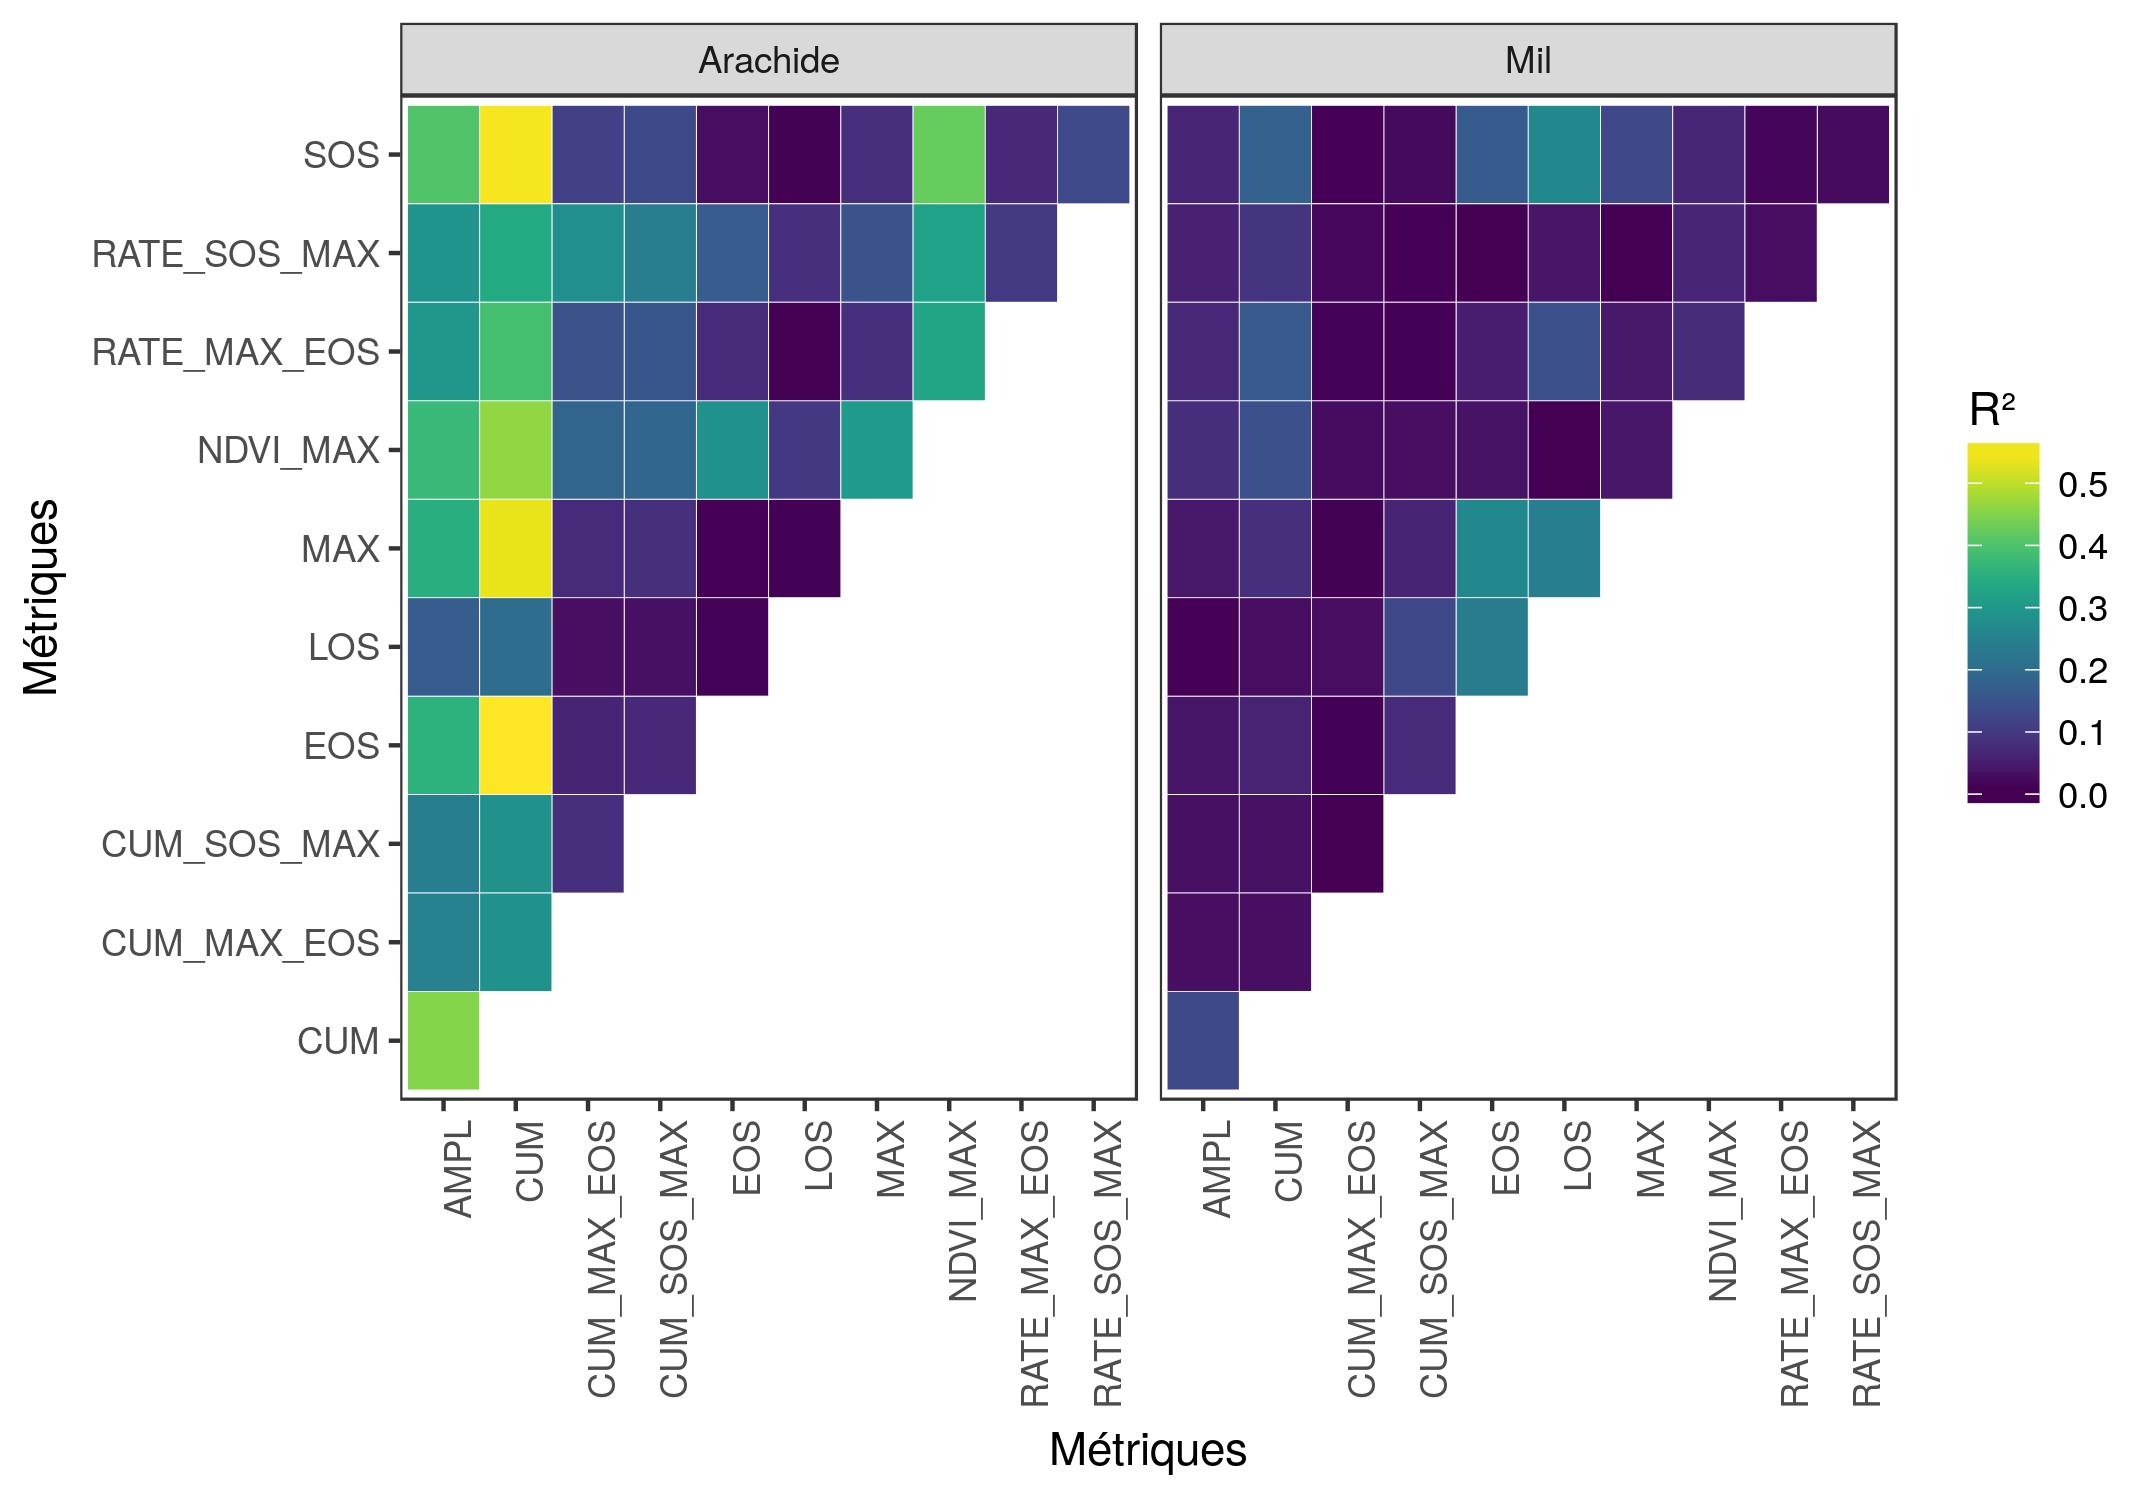 Arachide
Mil
Métriques
SOS
RATE_SOS_MAX
RATE_MAX_EOS
NDVI_MAX
MAX
LOS
EOS
CUM_SOS_MAX
CUM_MAX_EOS
CUM
AMPL
CUM
CUM_MAX_EOS
CUM_SOS_MAX
EOS
LOS
MAX
NDVI_MAX
RATE_MAX_EOS
RATE_SOS_MAX
AMPL
CUM
CUM_MAX_EOS
CUM_SOS_MAX
EOS
LOS
MAX
NDVI_MAX
RATE_MAX_EOS
RATE_SOS_MAX
Métriques
R²
0.5
0.4
0.3
0.2
0.1
0.0